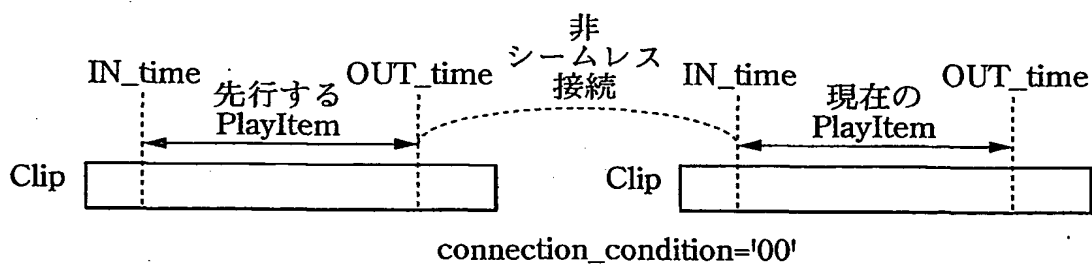 非
シームレス
接続
IN_time
OUT_time
IN_time
OUT_time
先行する
PlayItem
現在の
PlayItem
Clip
Clip
connection_condition='00'